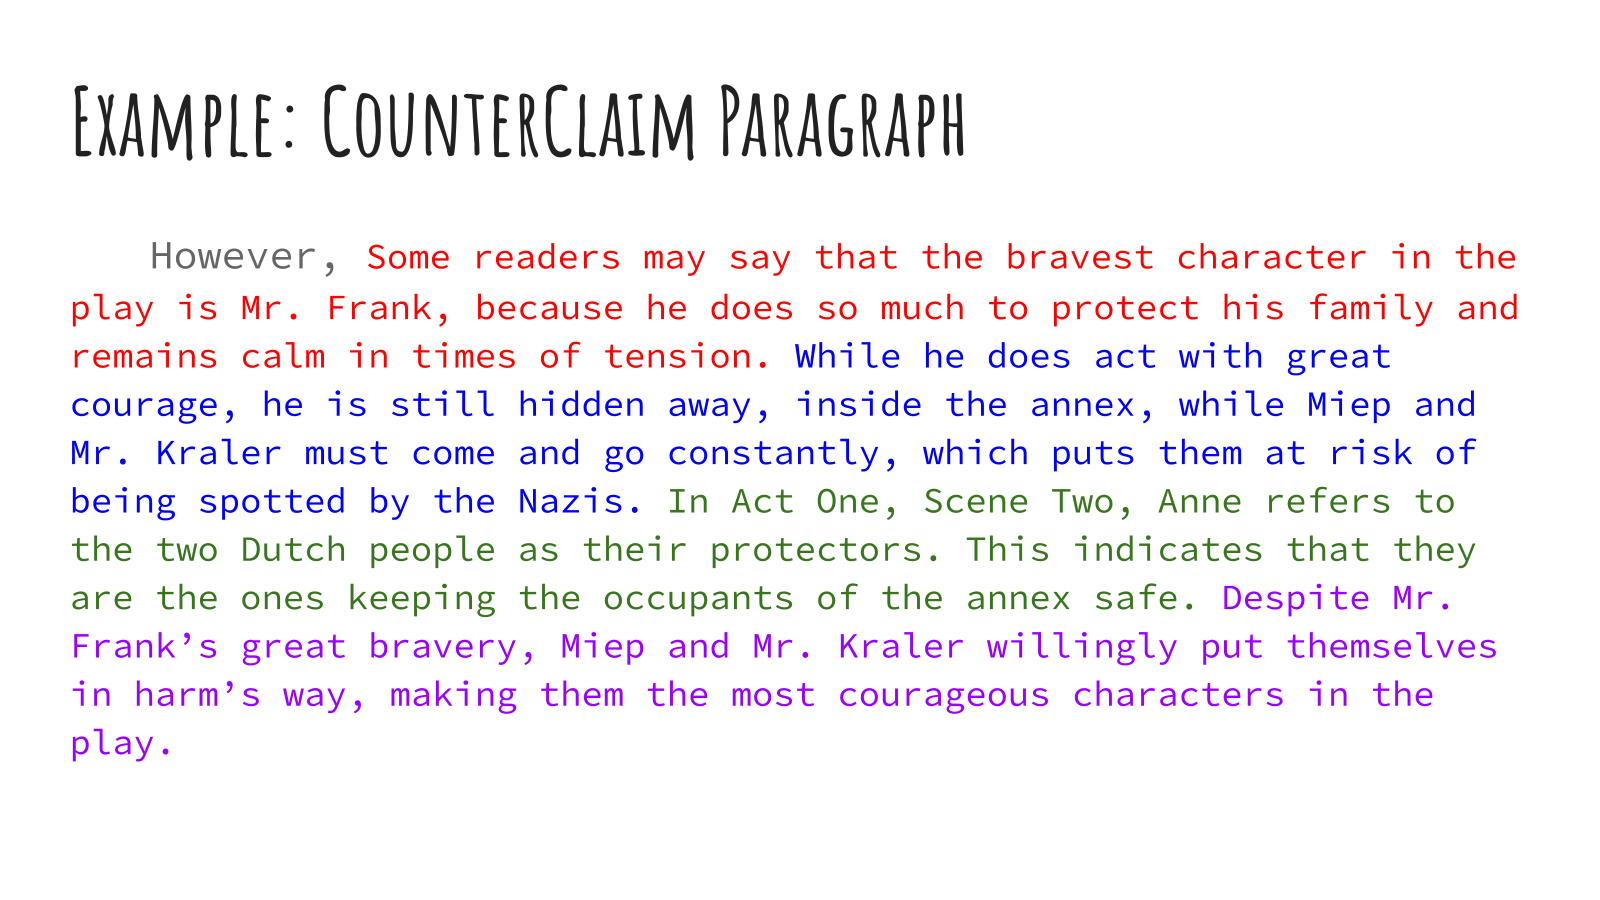 Example: CounterClaim Paragraph
However, Some readers may say that the bravest character in the
play is Mr. Frank, because he does so much to protect his family and
remains calm in times of tension. While he does act with great
courage, he is still hidden away, inside the annex, while Miep and
Mr. Kraler must come and go constantly, which puts them at risk of
being spotted by the Nazis. In Act One, Scene Two, Anne refers to
the two Dutch people as their protectors. This indicates that they
are the ones keeping the occupants of the annex safe. Despite Mr.
Frank’s great bravery, Miep and Mr. Kraler willingly put themselves
in harm’s way, making them the most courageous characters in the
play.